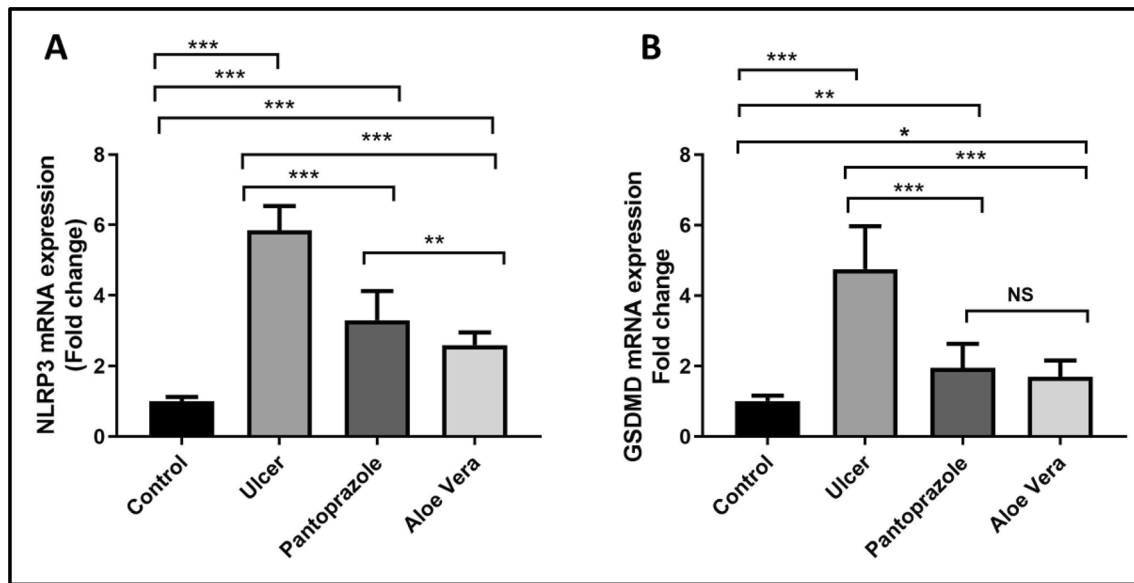 A
***
***
***
***
***
**
NLRP3 mRNA expression
(Fold change)
8
6
4
2
0
Control
Ulcer
Pantoprazole
Aloe Vera
B
***
**
*
***
***
NS
GSDMD mRNA expression
Fold change
8
6
4
2
0
Control
Ulcer
Pantoprazole
Aloe Vera